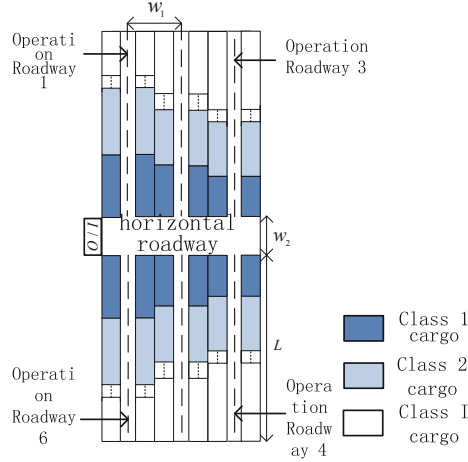 w₁
Operati
on
Roadway
1
Operation
Roadway 3
I/O
horizontal
roadway
w₂
L
Class 1
cargo
Class 2
cargo
Class I
cargo
Operati
on
Roadway
6
Opera
tion
Roadw
ay 4